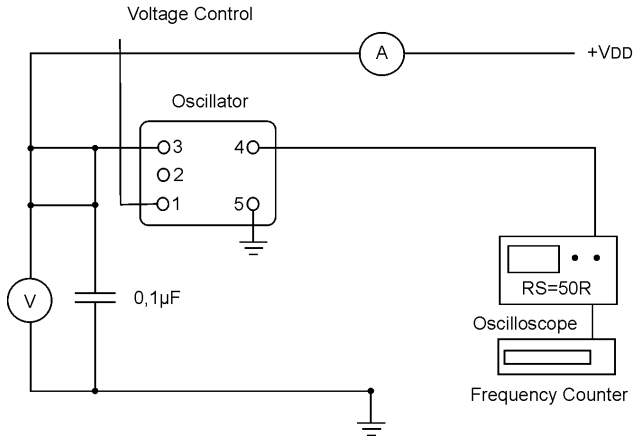 Voltage Control
A
+VDD
Oscillator
3
4
2
1
5
V
0,1µF
RS=50R
Oscilloscope
Frequency Counter